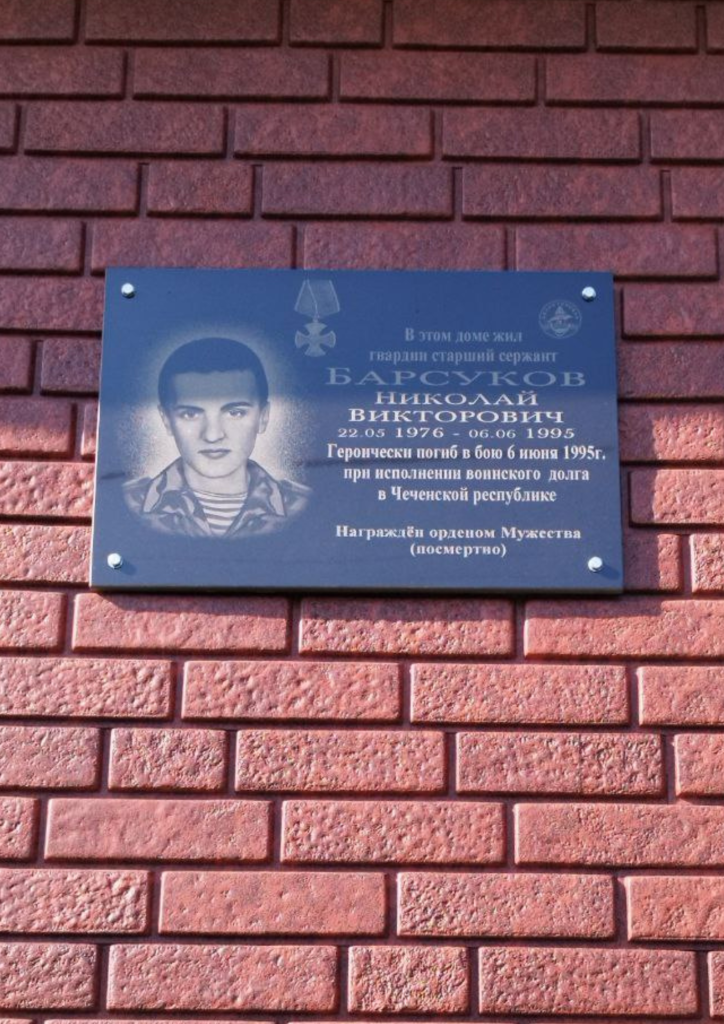 В этом доме жил
гвардии старший сержант
БАРСУКОВ
НИКОЛАЙ
ВИКТОРОВИЧ
22.05 1976 - 06.06 1995
Героически погиб в бою 6 июня 1995г.
при исполнении воинского долга
в Чеченской республике
Награждён орденом Мужества
(посмертно)